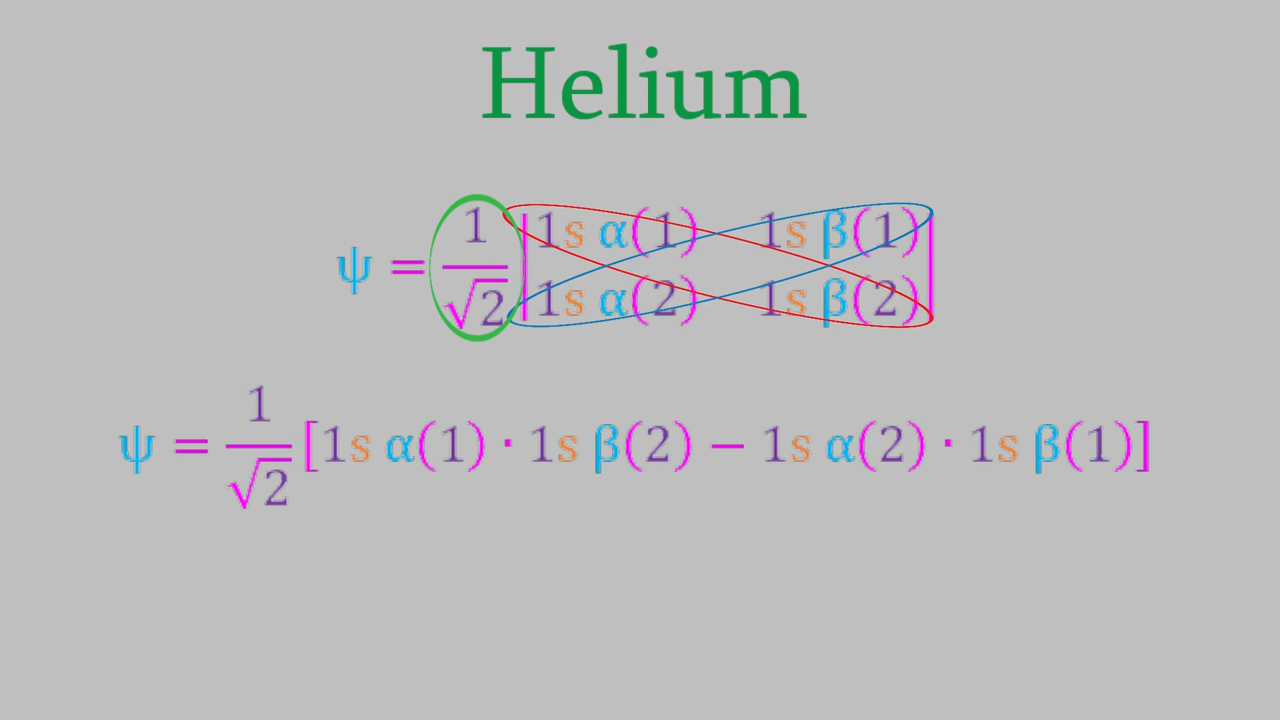 Helium
ψ = 1/√2 |1s α(1) 1s β(1)|
|1s α(2) 1s β(2)|
ψ = 1/√2 [1s α(1) · 1s β(2) − 1s α(2) · 1s β(1)]